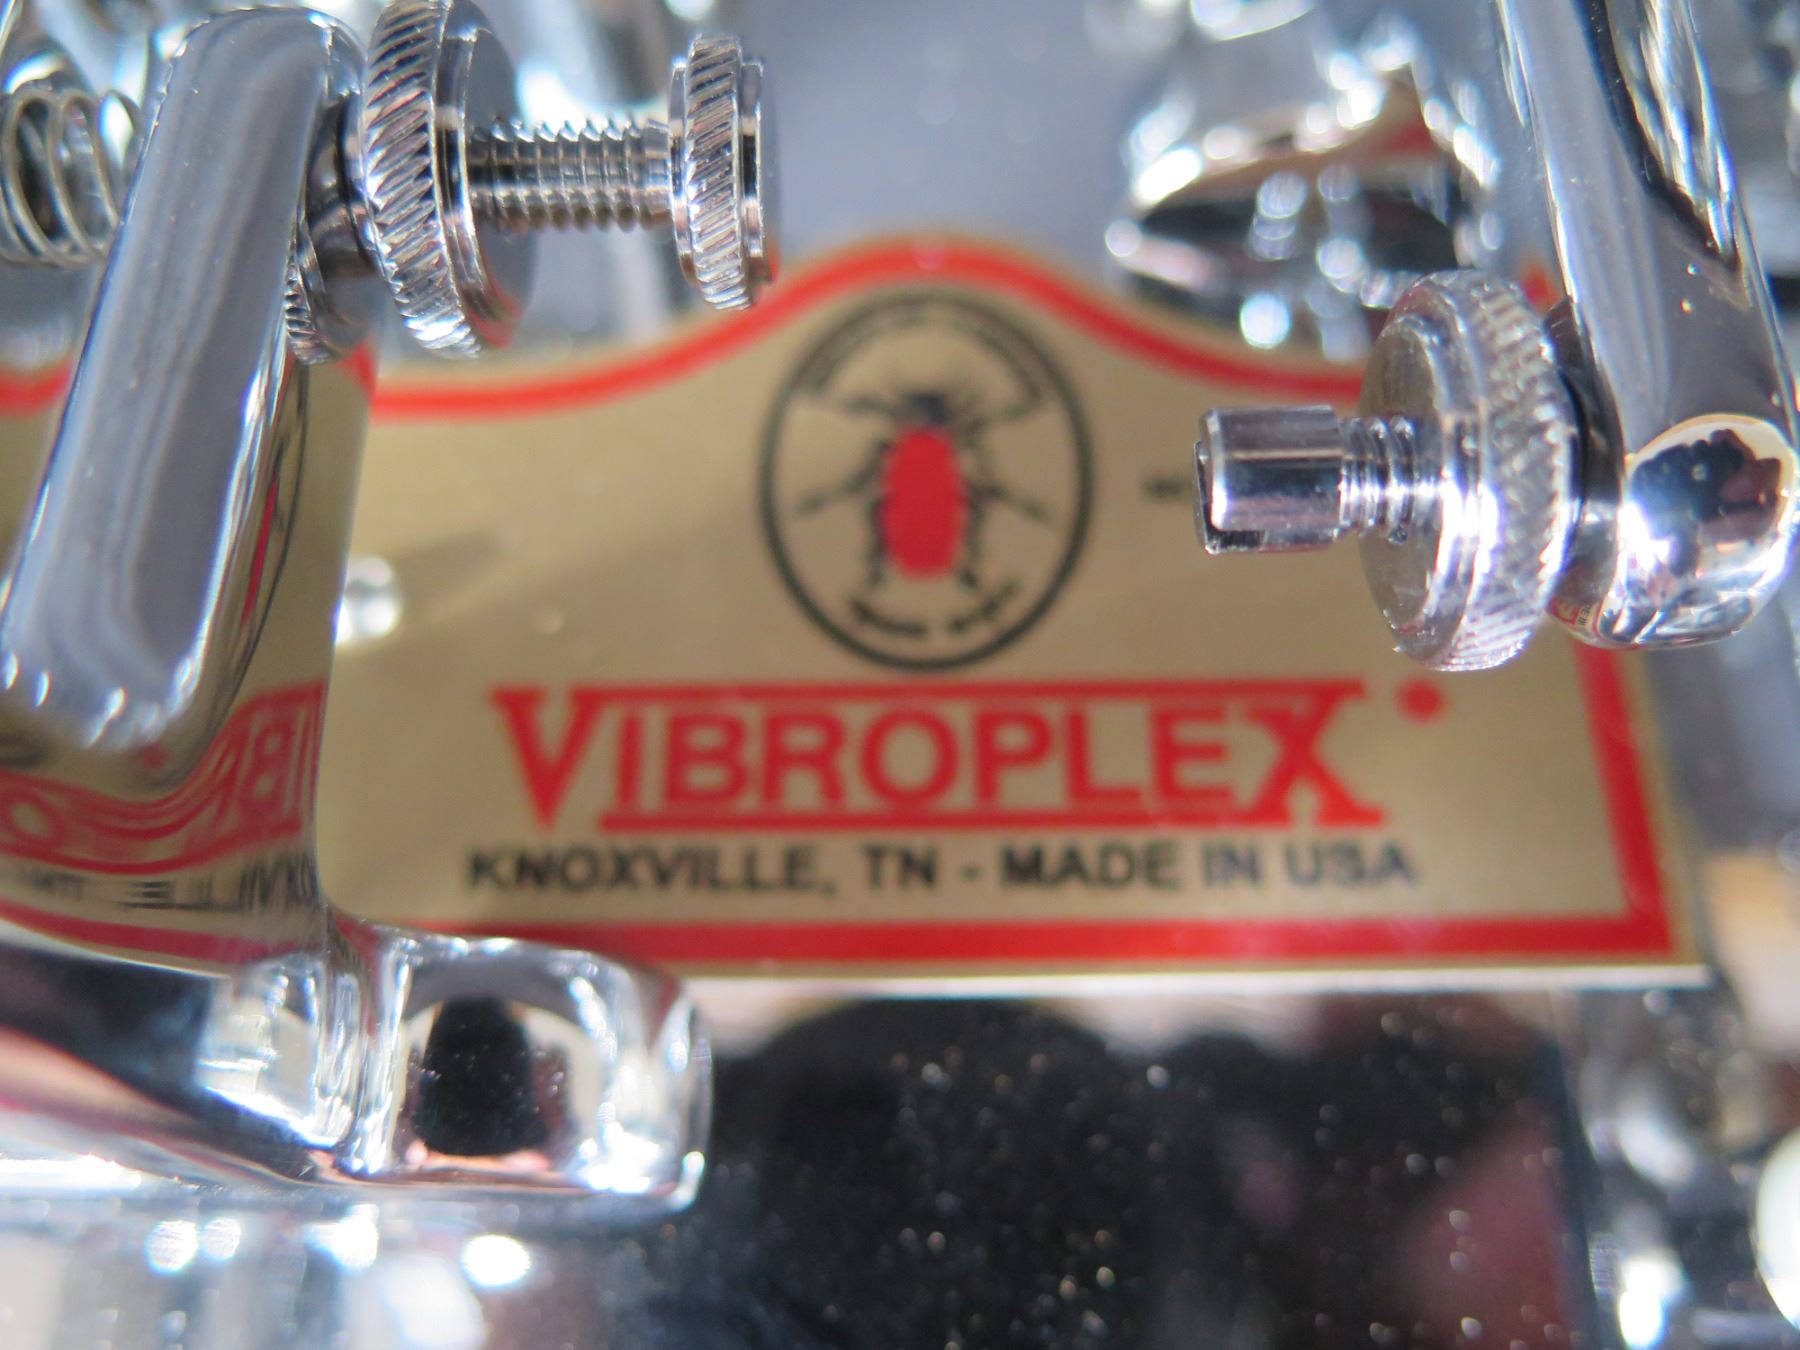 VIBROPLEX
KNOXVILLE, TN - MADE IN USA